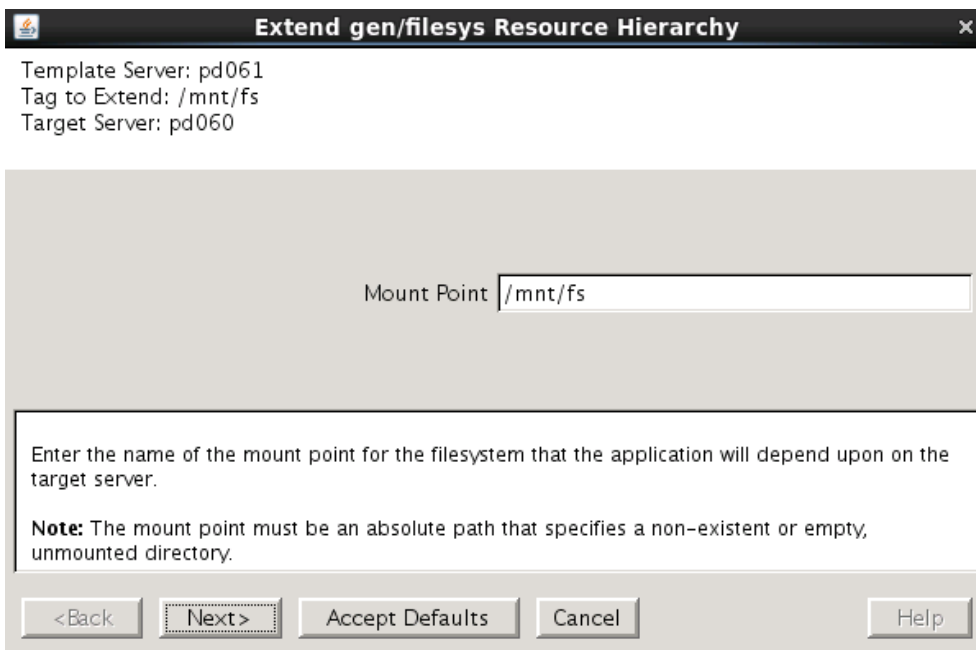 Extend gen/filesys Resource Hierarchy
Template Server: pd061
Tag to Extend: /mnt/fs
Target Server: pd060
Mount Point /mnt/fs
Enter the name of the mount point for the filesystem that the application will depend upon on the
target server.
Note: The mount point must be an absolute path that specifies a non-existent or empty,
unmounted directory.
<Back Next> Accept Defaults Cancel Help